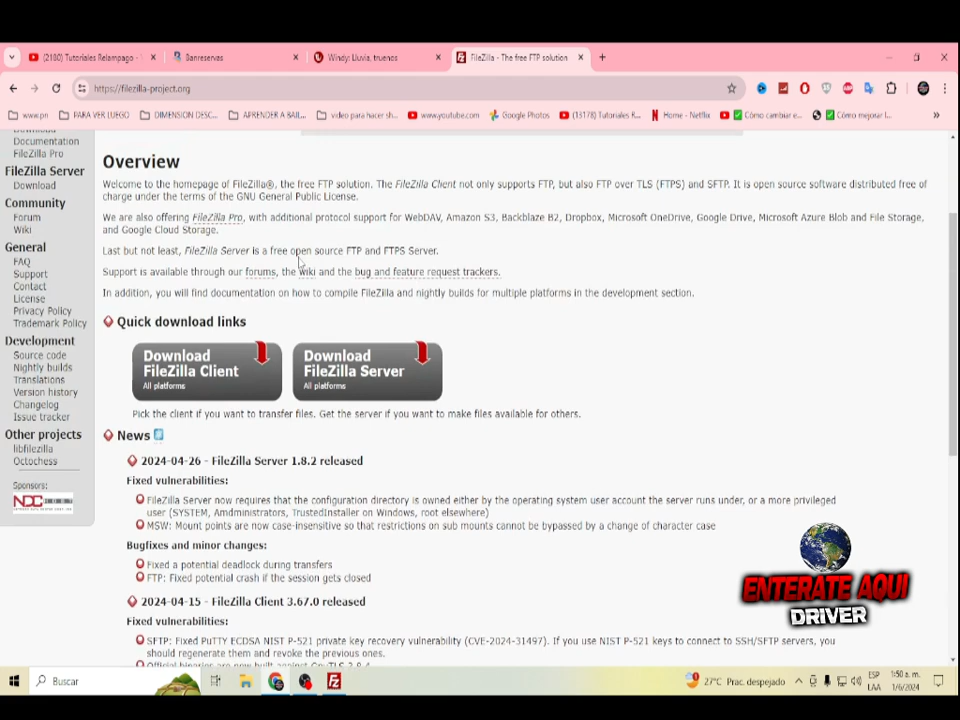 (2180) Tutoriales Relampago -
Banreservas
Windy: Lluvia, truenos
FileZilla - The free FTP solution
https://filezilla-project.org
www.pn
PARA VER LUEGO
DIMENSION DESC...
APRENDER A BAIL...
video para hacer sh...
www.youtube.com
Google Photos
(13178) Tutoriales R...
Home - Netflix
Cómo cambiar e...
Cómo mejorar l...
Documentation
FileZilla Pro
FileZilla Server
Download
Community
Forum
Wiki
General
FAQ
Support
Contact
License
Privacy Policy
Trademark Policy
Development
Source code
Nightly builds
Translations
Version history
Changelog
Issue tracker
Other projects
libfilezilla
Octochess
Sponsors:
NDC
Overview
Welcome to the homepage of FileZilla®, the free FTP solution. The FileZilla Client not only supports FTP, but also FTP over TLS (FTPS) and SFTP. It is open source software distributed free of
charge under the terms of the GNU General Public License.
We are also offering FileZilla Pro, with additional protocol support for WebDAV, Amazon S3, Backblaze B2, Dropbox, Microsoft OneDrive, Google Drive, Microsoft Azure Blob and File Storage,
and Google Cloud Storage.
Last but not least, FileZilla Server is a free open source FTP and FTPS Server.
Support is available through our forums, the wiki and the bug and feature request trackers.
In addition, you will find documentation on how to compile FileZilla and nightly builds for multiple platforms in the development section.
Quick download links
Download
FileZilla Client
All platforms
Download
FileZilla Server
All platforms
Pick the client if you want to transfer files. Get the server if you want to make files available for others.
News
2024-04-26 - FileZilla Server 1.8.2 released
Fixed vulnerabilities:
FileZilla Server now requires that the configuration directory is owned either by the operating system user account the server runs under, or a more privileged
user (SYSTEM, Amdministrators, TrustedInstaller on Windows, root elsewhere)
MSW: Mount points are now case-insensitive so that restrictions on sub mounts cannot be bypassed by a change of character case
Bugfixes and minor changes:
Fixed a potential deadlock during transfers
FTP: Fixed potential crash if the session gets closed
2024-04-15 - FileZilla Client 3.67.0 released
Fixed vulnerabilities:
SFTP: Fixed PuTTY ECDSA NIST P-521 private key recovery vulnerability (CVE-2024-31497). If you use NIST P-521 keys to connect to SSH/SFTP servers, you
should regenerate them and revoke the previous ones.
ENTERATE AQUI
DRIVER
Buscar
27°C Prac. despejado
ESP
LAA
1:50 a. m.
1/6/2024